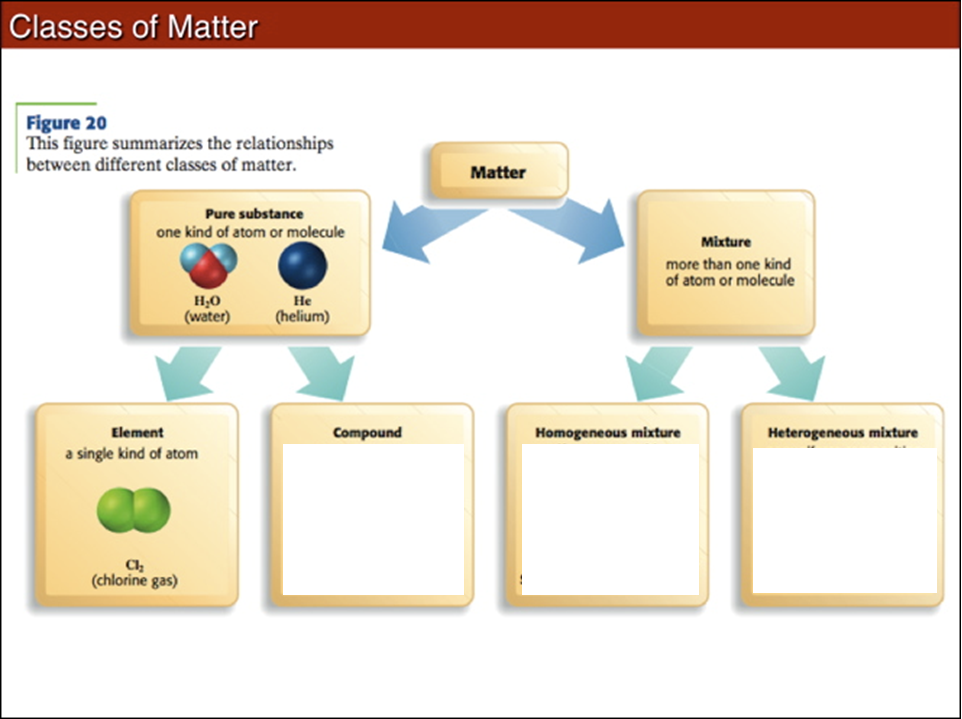 Classes of Matter
Figure 20
This figure summarizes the relationships
between different classes of matter.
Matter
Pure substance
one kind of atom or molecule
H₂O
(water)
He
(helium)
Mixture
more than one kind
of atom or molecule
Element
a single kind of atom
Cl₂
(chlorine gas)
Compound
Homogeneous mixture
Heterogeneous mixture